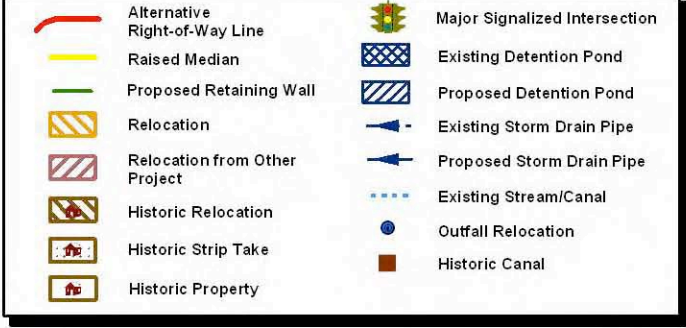 Alternative
Right-of-Way Line
Raised Median
Proposed Retaining Wall
Relocation
Relocation from Other
Project
Historic Relocation
Historic Strip Take
Historic Property
Major Signalized Intersection
Existing Detention Pond
Proposed Detention Pond
Existing Storm Drain Pipe
Proposed Storm Drain Pipe
Existing Stream/Canal
Outfall Relocation
Historic Canal